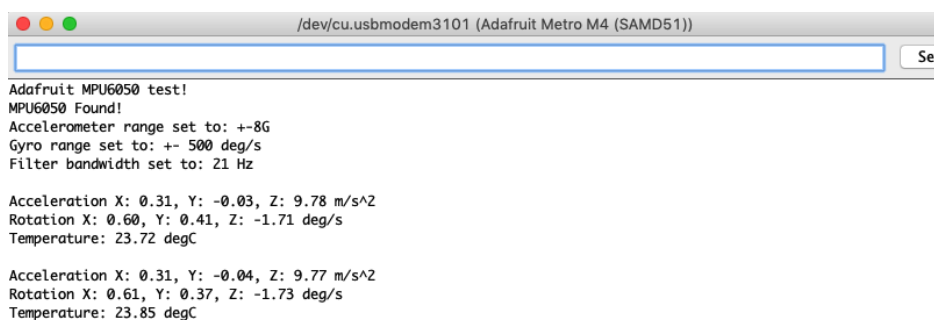 /dev/cu.usbmodem3101 (Adafruit Metro M4 (SAMD51))
Se
Adafruit MPU6050 test!
MPU6050 Found!
Accelerometer range set to: +-8G
Gyro range set to: +- 500 deg/s
Filter bandwidth set to: 21 Hz
Acceleration X: 0.31, Y: -0.03, Z: 9.78 m/s^2
Rotation X: 0.60, Y: 0.41, Z: -1.71 deg/s
Temperature: 23.72 degC
Acceleration X: 0.31, Y: -0.04, Z: 9.77 m/s^2
Rotation X: 0.61, Y: 0.37, Z: -1.73 deg/s
Temperature: 23.85 degC